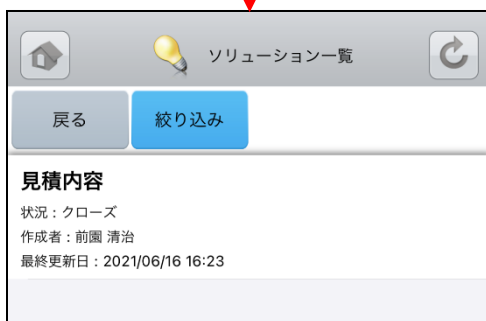 ソリューション一覧
戻る
絞り込み
見積内容
状況：クローズ
作成者：前園 清治
最終更新日：2021/06/16 16:23